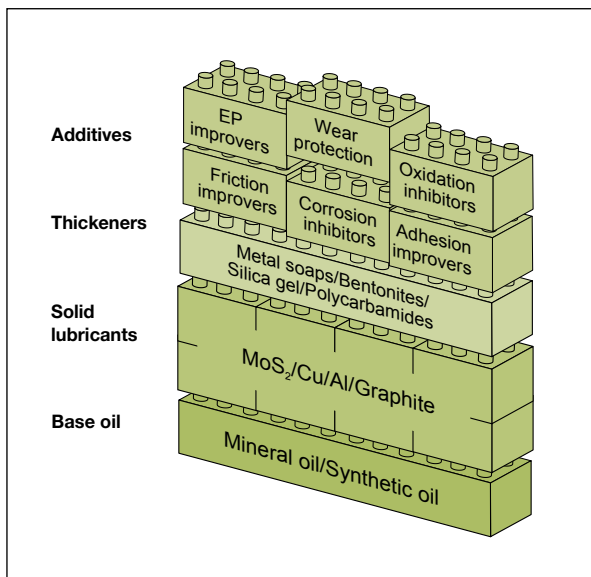 Additives
EP
improvers
Wear
protection
Oxidation
inhibitors
Friction
improvers
Corrosion
inhibitors
Adhesion
improvers
Thickeners
Metal soaps/Bentonites/
Silica gel/Polycarbamides
Solid
lubricants
MoS₂/Cu/Al/Graphite
Base oil
Mineral oil/Synthetic oil